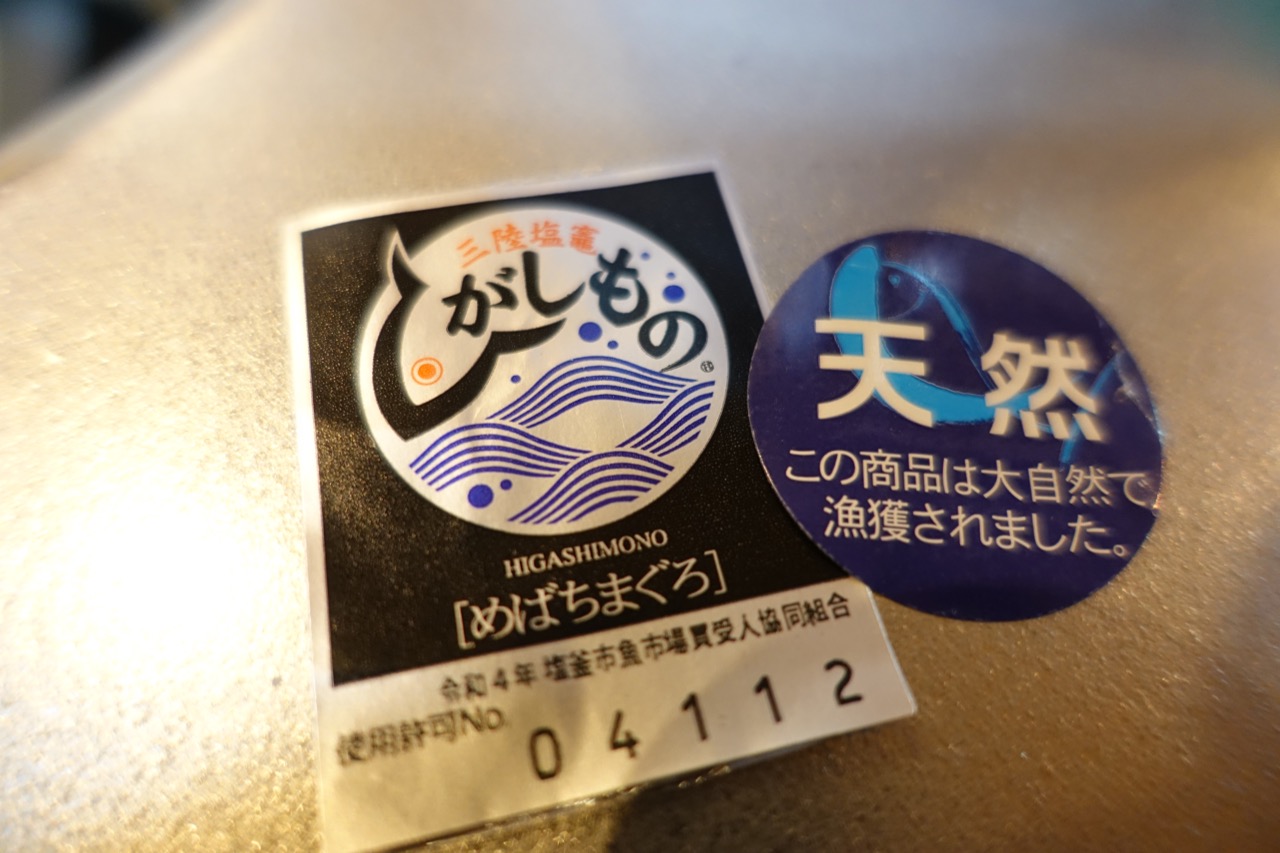 三陸塩竈
ひがしもの
HIGASHIMONO
[めばちまぐろ]
令和4年 塩釜市魚市場買受人協同組合
使用許可No. 04112
天然
この商品は大自然で
漁獲されました。